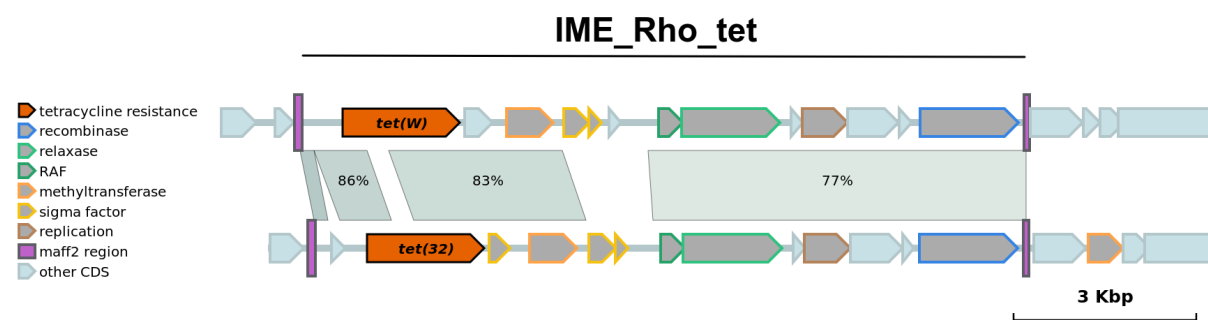 IME_Rho_tet
tetracycline resistance
recombinase
relaxase
RAF
methyltransferase
sigma factor
replication
maff2 region
other CDS
tet(W)
86%
83%
77%
tet(32)
3 Kbp